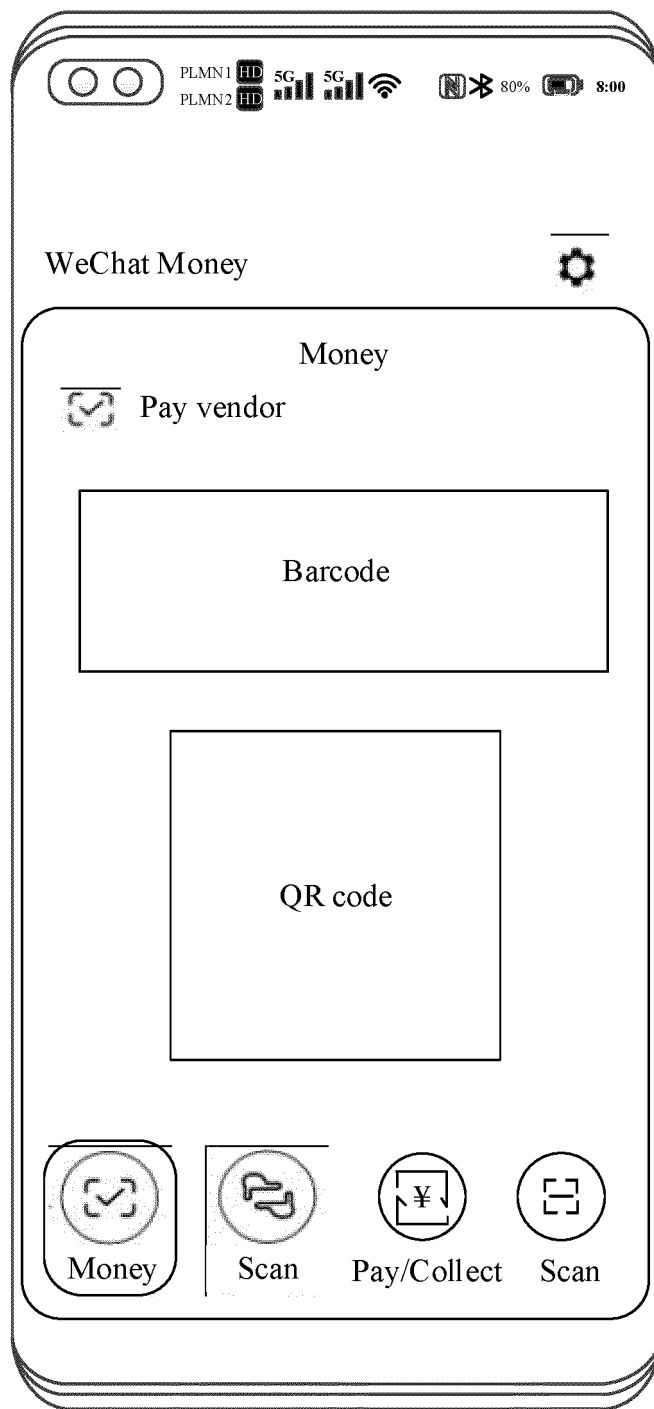 PLMN1 HD 5G 5G N 80% 8:00
PLMN2 HD
WeChat Money
Money
Pay vendor
Barcode
QR code
¥
Money Scan Pay/Collect Scan